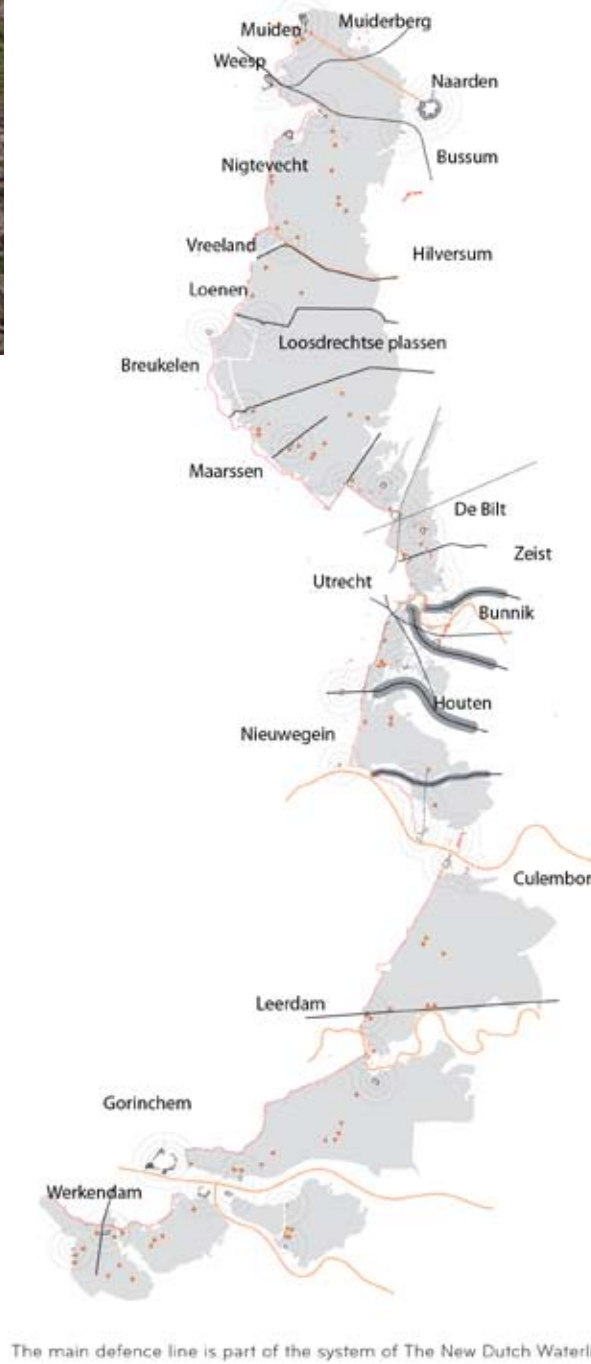 Muiderberg
Muiden
Weesp
Naarden
Bussum
Nigtevecht
Vreeland
Hilversum
Loenen
Loosdrechtse plassen
Breukelen
Maarssen
De Bilt
Zeist
Utrecht
Bunnik
Houten
Nieuwegein
Culembor
Leerdam
Gorinchem
Werkendam
The main defence line is part of the system of The New Dutch Waterl